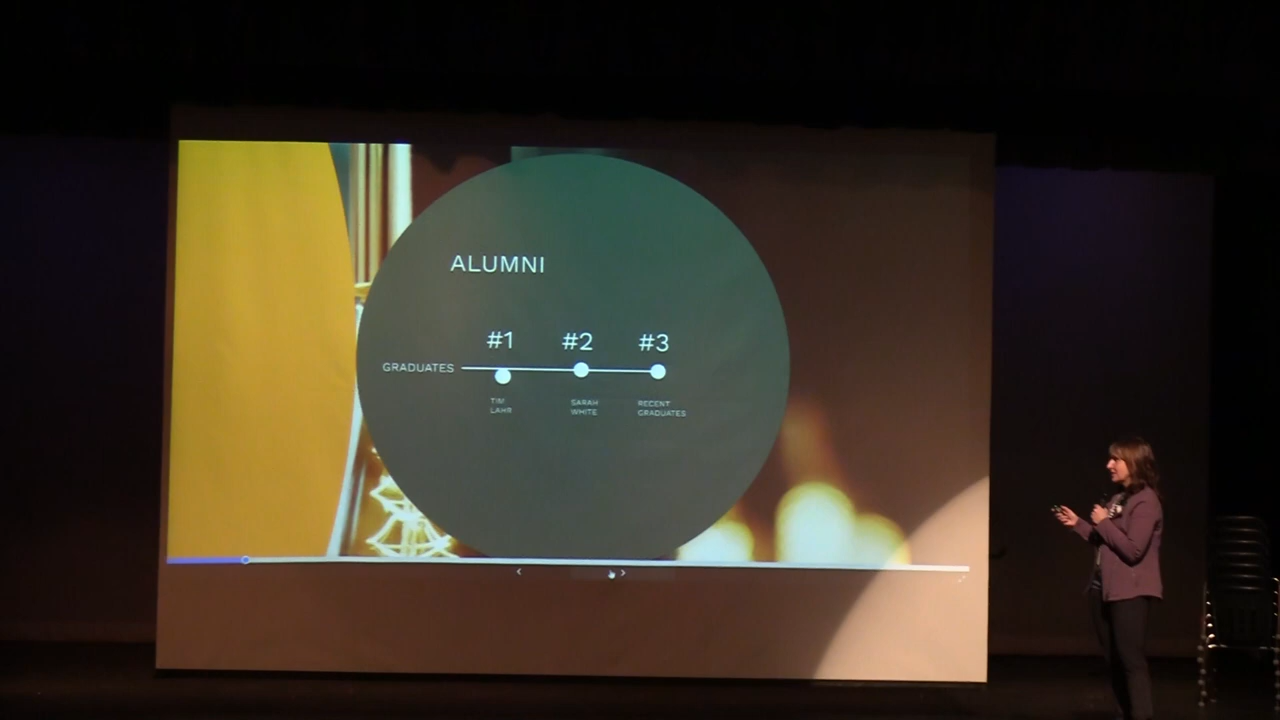 ALUMNI
#1 #2 #3
GRADUATES
TIM
LAHR
SARAH
WHITE
RECENT
GRADUATES